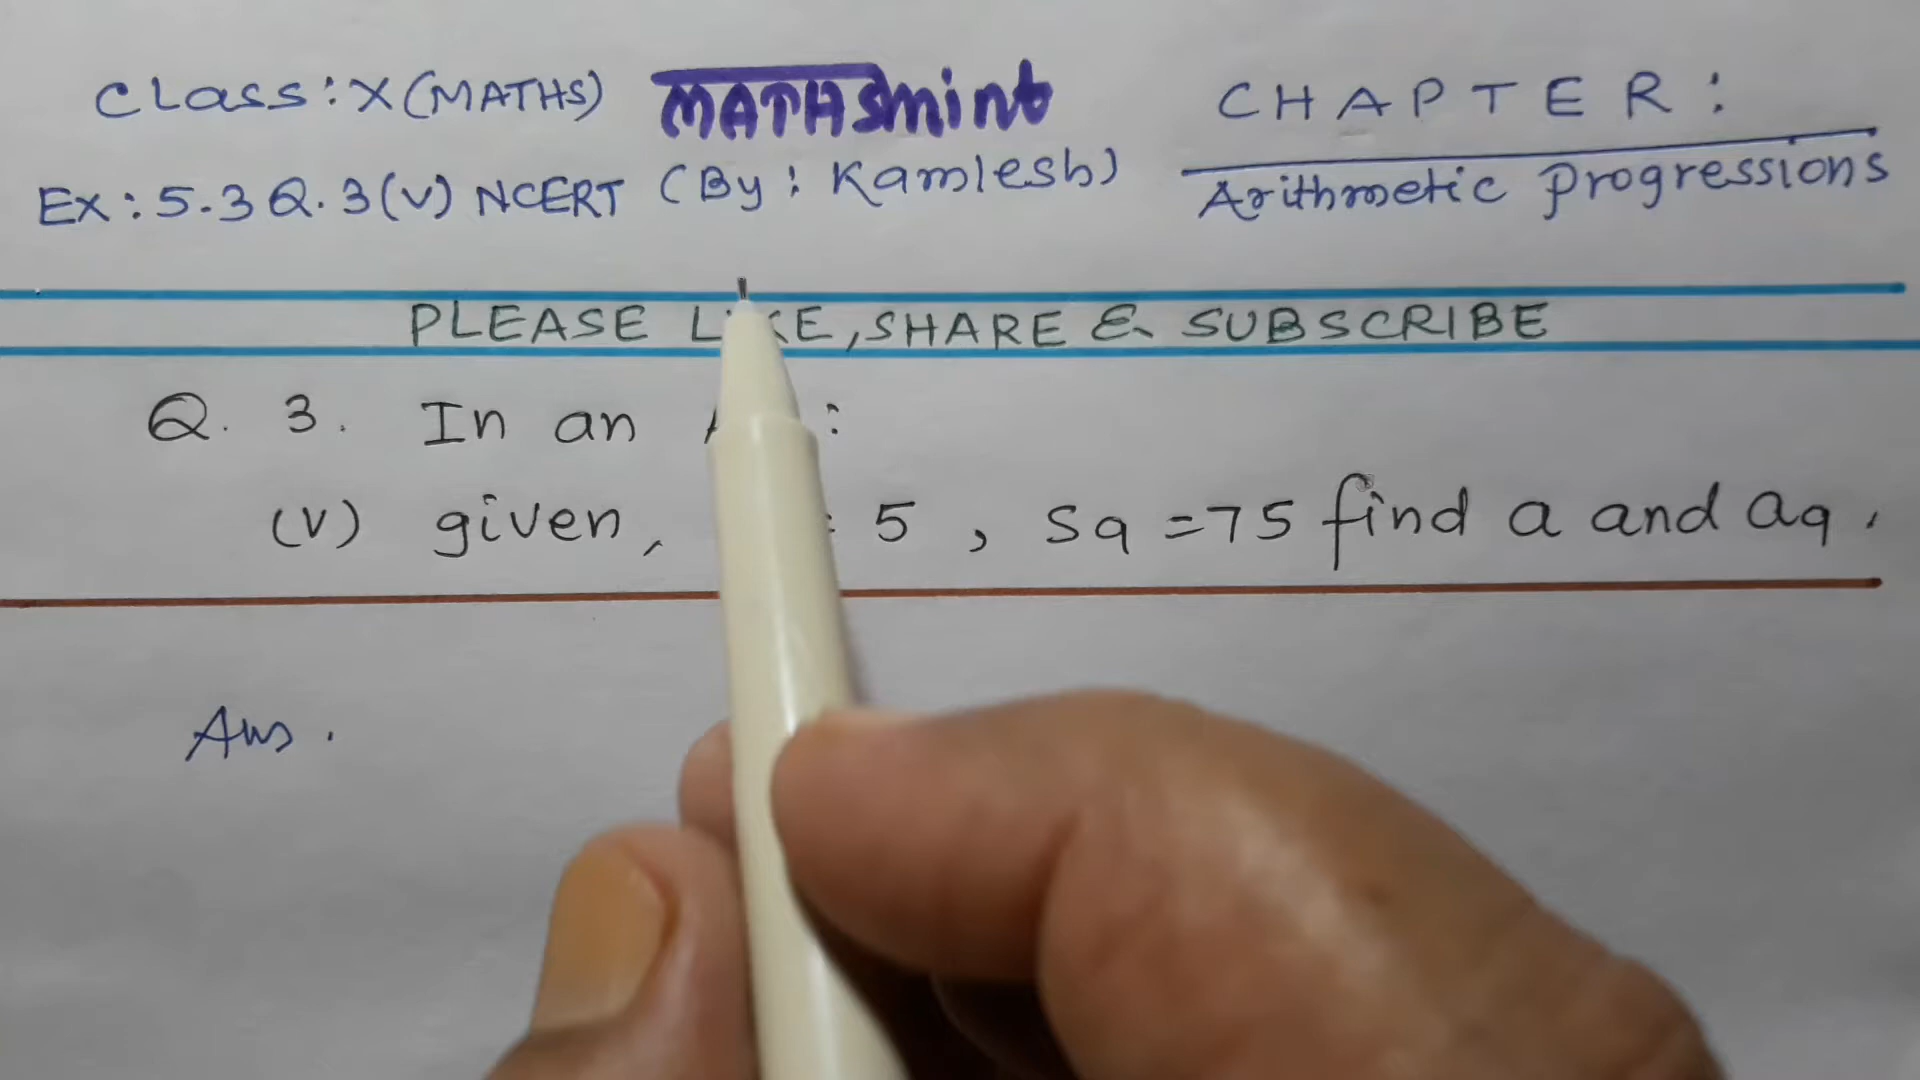 Class: X (MATHS) MATHSmint CHAPTER:
Ex: 5.3 Q.3(V) NCERT (By: Kamlesh) Arithmetic Progressions
PLEASE LIKE, SHARE & SUBSCRIBE
Q. 3. In an :
(V) given, = 5 , S9 = 75 find a and a9.
Ans.